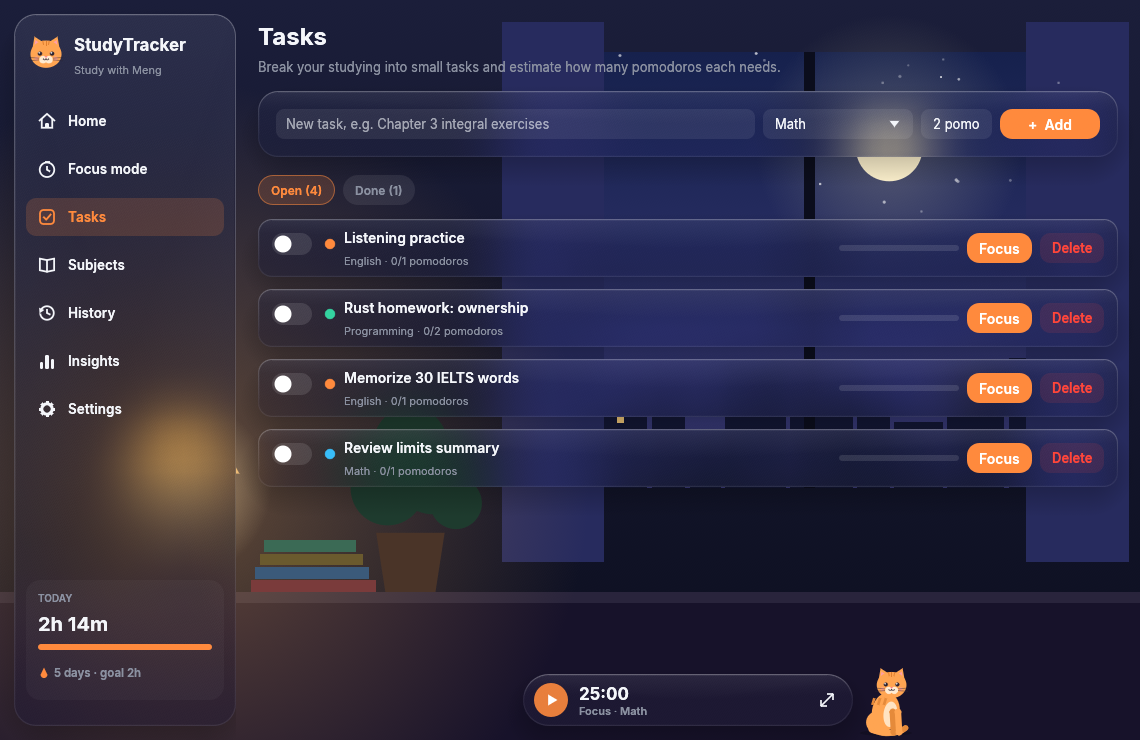 StudyTracker
Study with Meng
Home
Focus mode
Tasks
Subjects
History
Insights
Settings
TODAY
2h 14m
5 days · goal 2h
Tasks
Break your studying into small tasks and estimate how many pomodoros each needs.
New task, e.g. Chapter 3 integral exercises
Math
2 pomo
+ Add
Open (4)
Done (1)
Listening practice
English · 0/1 pomodoros
Focus
Delete
Rust homework: ownership
Programming · 0/2 pomodoros
Focus
Delete
Memorize 30 IELTS words
English · 0/1 pomodoros
Focus
Delete
Review limits summary
Math · 0/1 pomodoros
Focus
Delete
25:00
Focus · Math